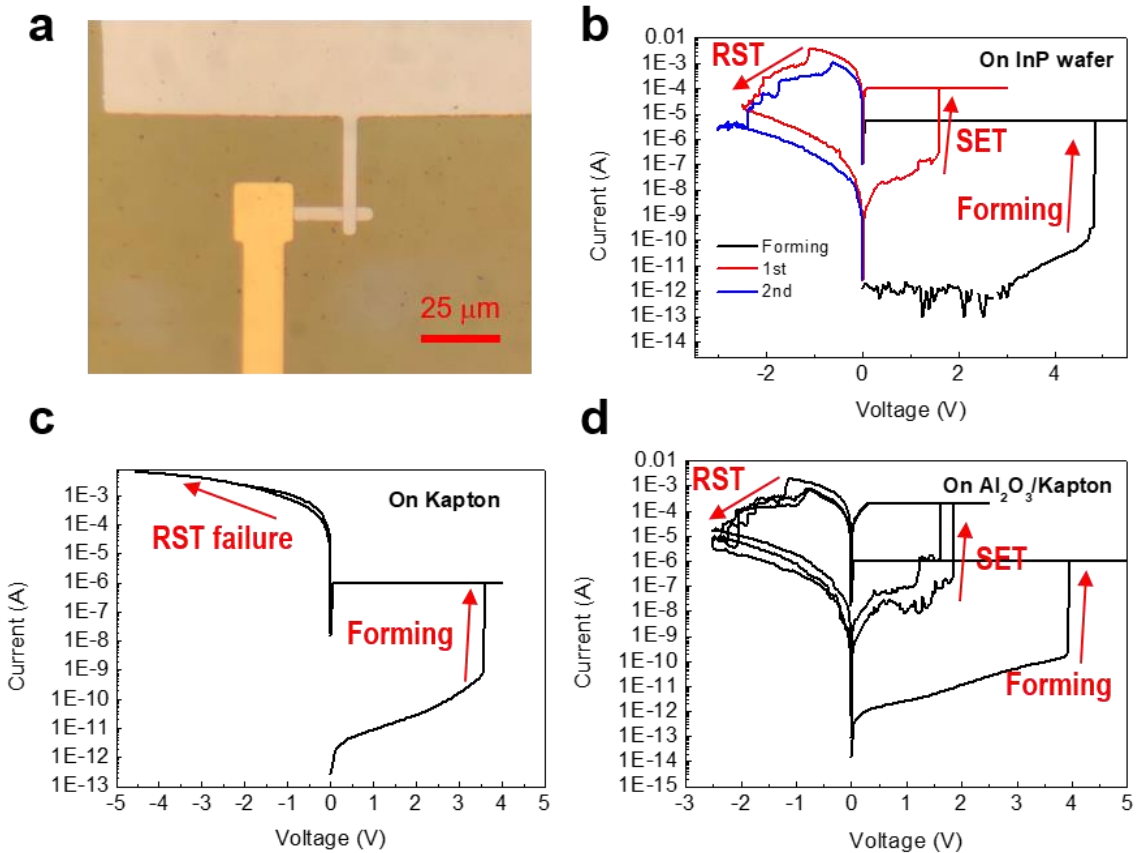 a
25 μm
b
On InP wafer
RST
SET
Forming
Forming
1st
2nd
Current (A)
0.01
1E-3
1E-4
1E-5
1E-6
1E-7
1E-8
1E-9
1E-10
1E-11
1E-12
1E-13
1E-14
-2
0
2
4
Voltage (V)
c
On Kapton
RST failure
Forming
Current (A)
1E-3
1E-4
1E-5
1E-6
1E-7
1E-8
1E-9
1E-10
1E-11
1E-12
1E-13
-5
-4
-3
-2
-1
0
1
2
3
4
5
Voltage (V)
d
On Al₂O₃/Kapton
RST
SET
Forming
Current (A)
0.01
1E-3
1E-4
1E-5
1E-6
1E-7
1E-8
1E-9
1E-10
1E-11
1E-12
1E-13
1E-14
1E-15
-3
-2
-1
0
1
2
3
4
5
Voltage (V)